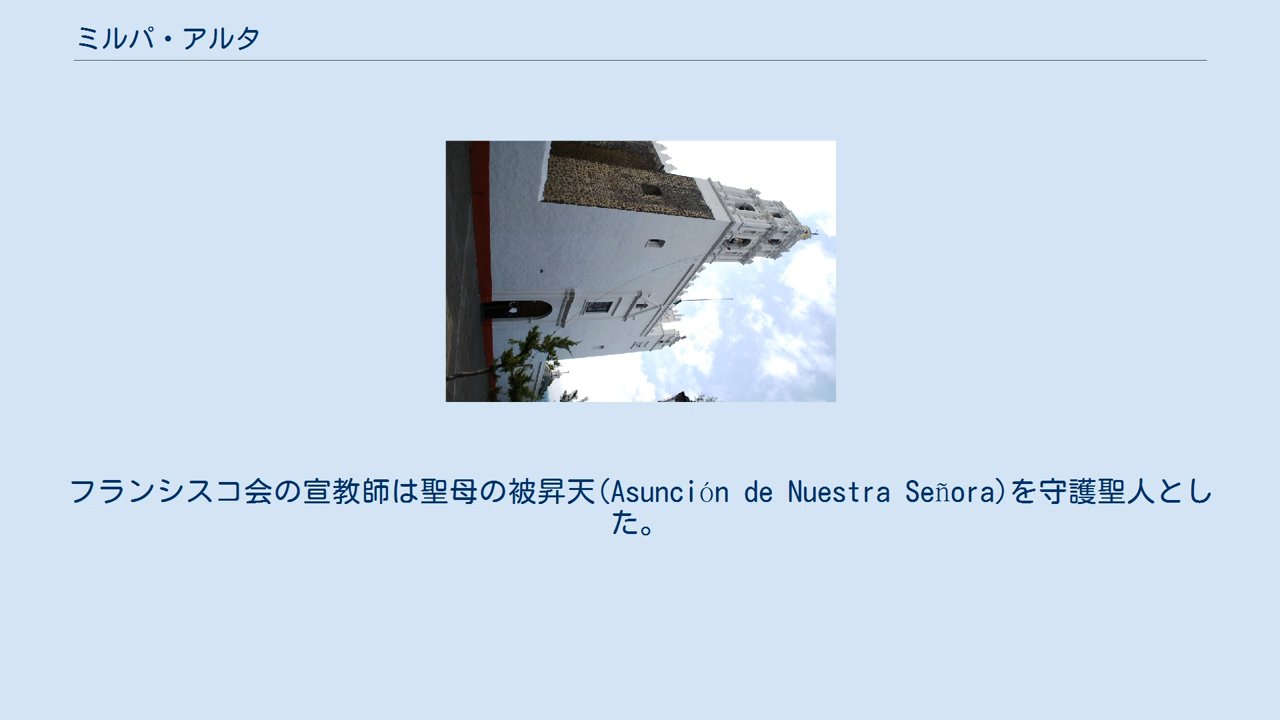 ミルパ・アルタ
フランシスコ会の宣教師は聖母の被昇天(Asunción de Nuestra Señora)を守護聖人とし
た。